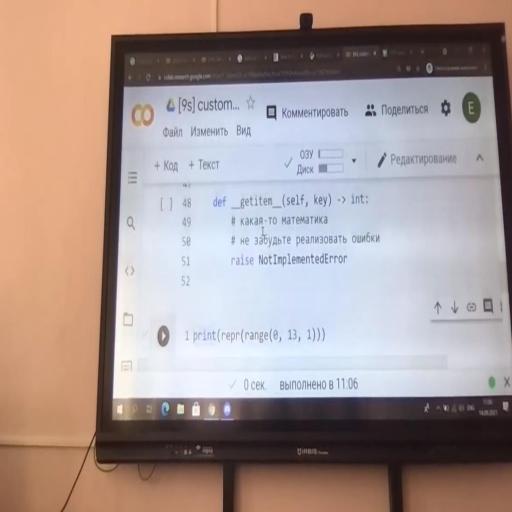 [9s] custom... Комментировать Поделиться E
Файл Изменить Вид
+ Код + Текст ОЗУ Диск Редактирование
[ ] 48 def __getitem__(self, key) -> int:
49 # какая-то математика
50 # не забудьте реализовать ошибки
51 raise NotImplementedError
52
1 print(repr(range(0, 13, 1)))
0 сек. выполнено в 11:06